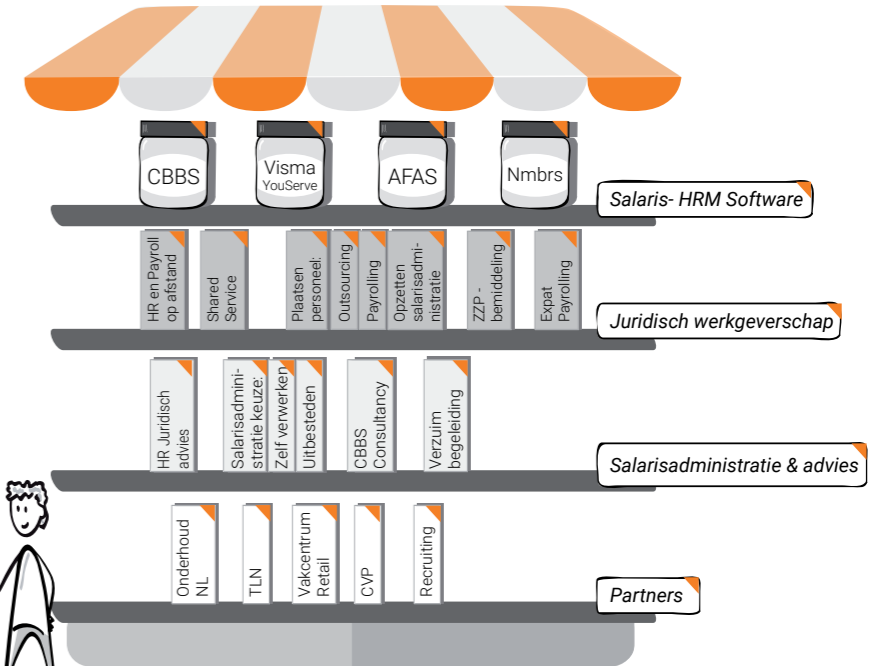 CBBS
Visma
YouServe
AFAS
Nmbrs
Salaris- HRM Software
HR en Payroll
op afstand
Shared
Service
Plaatsen
personeel:
Outsourcing
Payrolling
Opzetten
salarisadmi-
nistratie
ZZP -
bemiddeling
Expat
Payrolling
Juridisch werkgeverschap
HR Juridisch
advies
Salarisadmini-
stratie keuze:
Zelf verwerken
Uitbesteden
CBBS
Consultancy
Verzuim
begeleiding
Salarisadministratie & advies
Onderhoud
NL
TLN
Vakcentrum
Retail
CVP
Recruiting
Partners